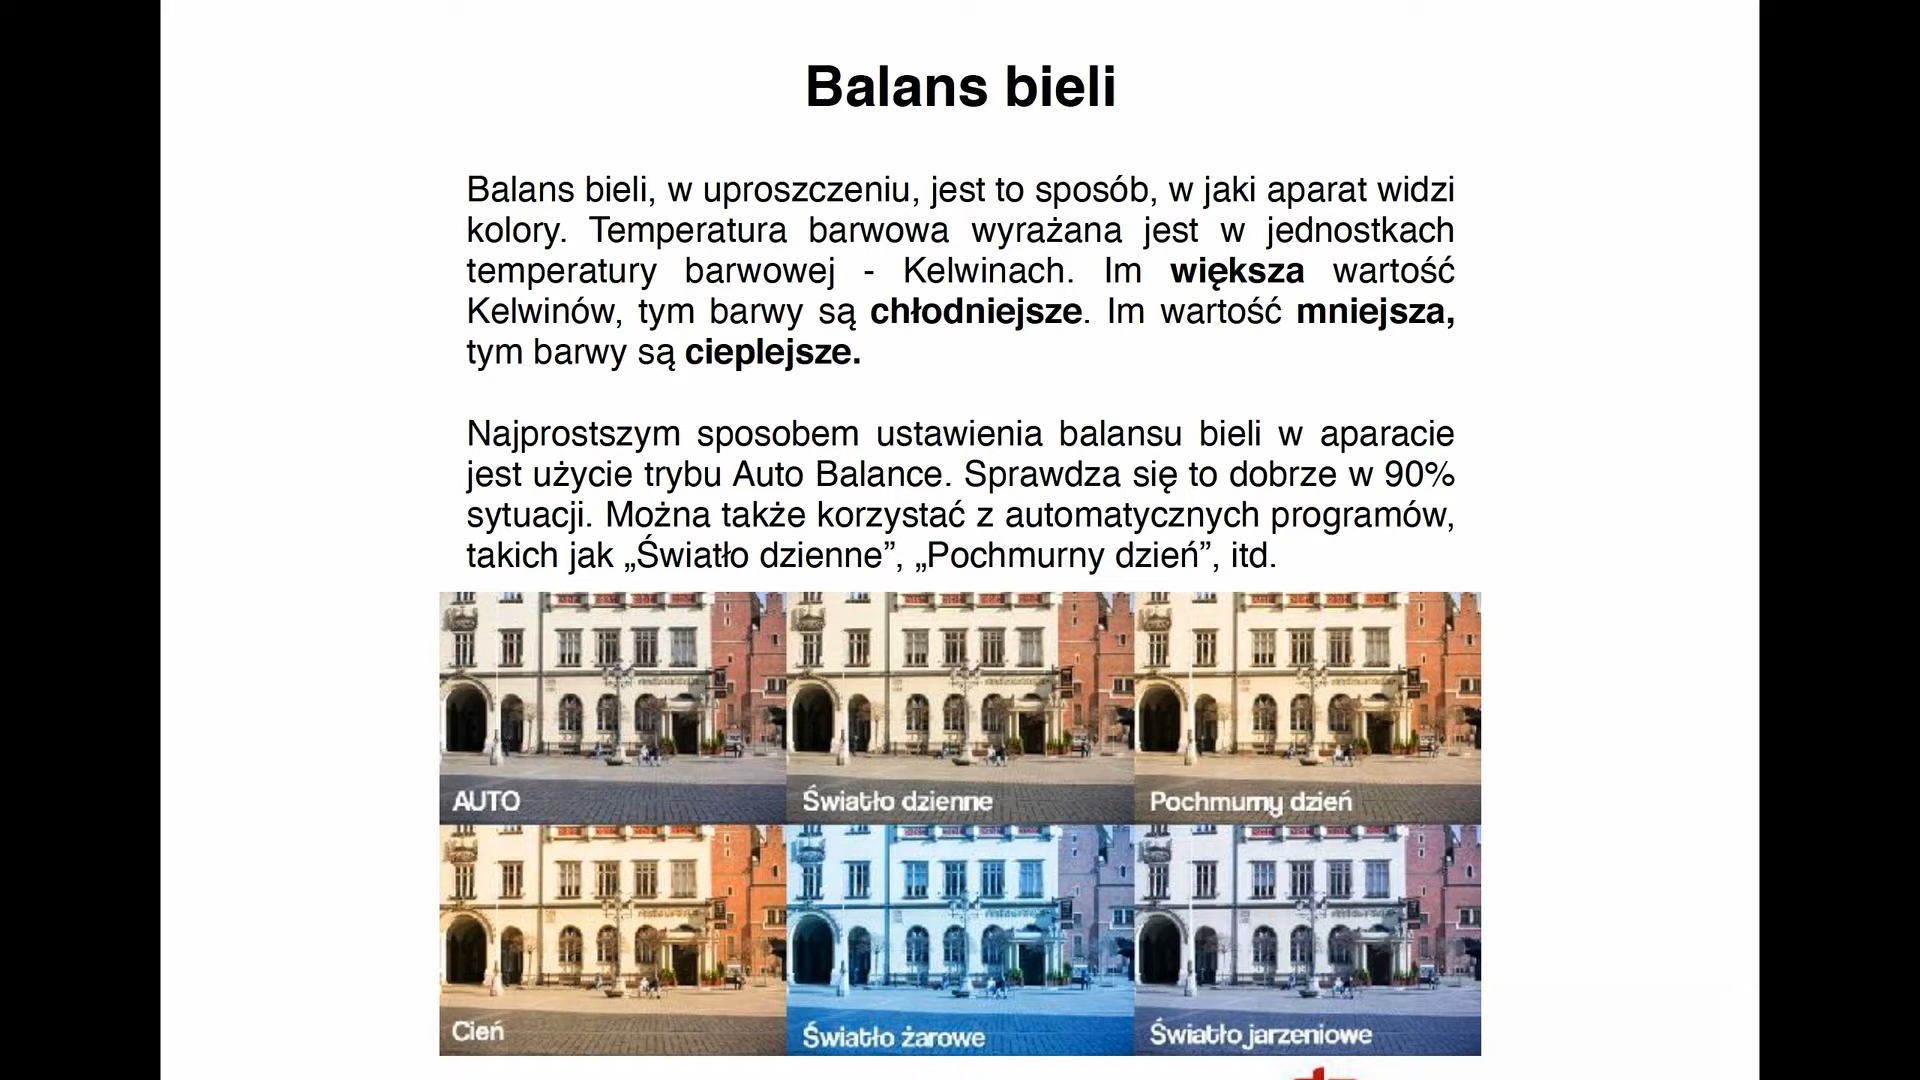 Balans bieli
Balans bieli, w uproszczeniu, jest to sposób, w jaki aparat widzi
kolory. Temperatura barwowa wyrażana jest w jednostkach
temperatury barwowej - Kelwinach. Im większa wartość
Kelwinów, tym barwy są chłodniejsze. Im wartość mniejsza,
tym barwy są cieplejsze.
Najprostszym sposobem ustawienia balansu bieli w aparacie
jest użycie trybu Auto Balance. Sprawdza się to dobrze w 90%
sytuacji. Można także korzystać z automatycznych programów,
takich jak „Światło dzienne”, „Pochmurny dzień”, itd.
AUTO
Światło dzienne
Pochmurny dzień
Cień
Światło żarowe
Światło jarzeniowe